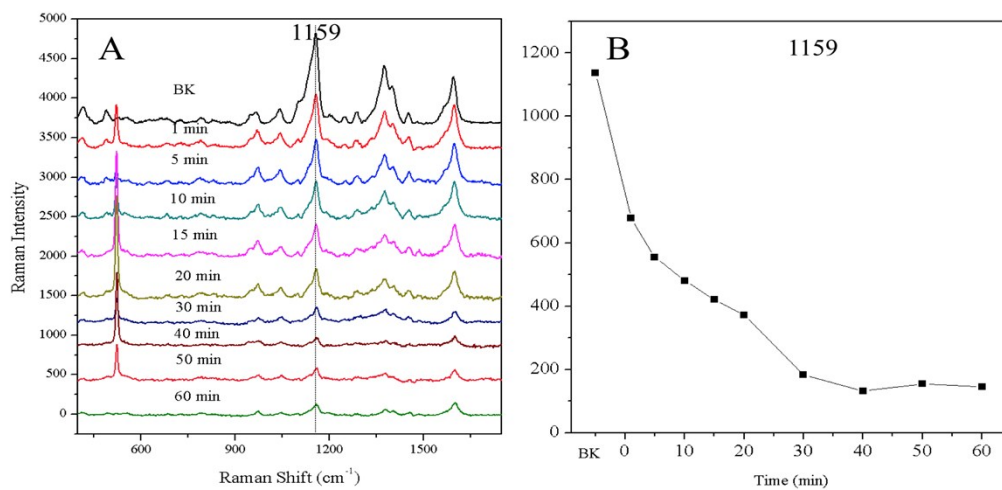 A
1159
BK
1 min
5 min
10 min
15 min
20 min
30 min
40 min
50 min
60 min
5000
4500
4000
3500
3000
2500
2000
1500
1000
500
0
600
900
1200
1500
Raman Intensity
Raman Shift (cm⁻¹)
B
1159
1200
1000
800
600
400
200
0
BK
0
10
20
30
40
50
60
Time (min)